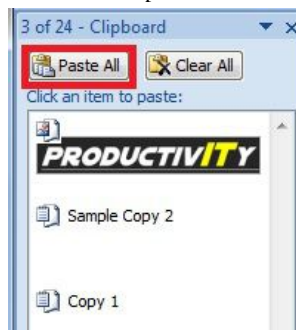 3 of 24 - Clipboard
Paste All Clear All
Click an item to paste:
PRODUCTIVITY
Sample Copy 2
Copy 1